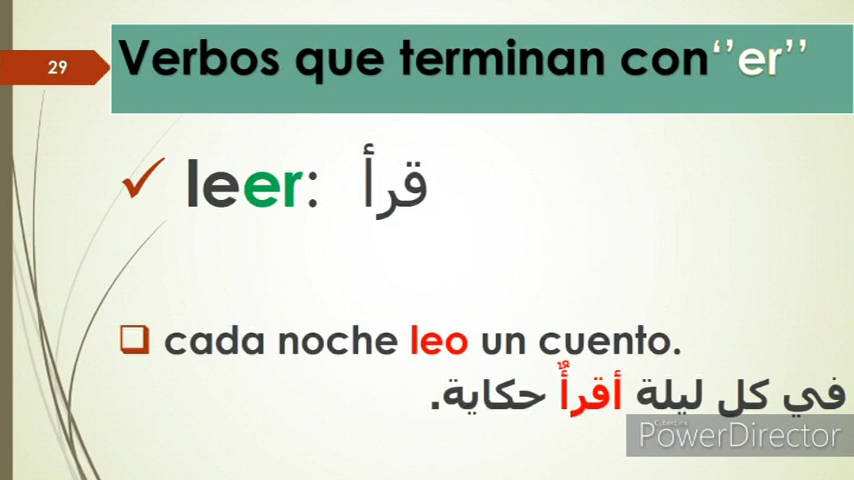 29
Verbos que terminan con‘’er’’
leer: قرأ
cada noche leo un cuento.
في كل ليلة أقرأٌ حكاية.
CyberLink
PowerDirector